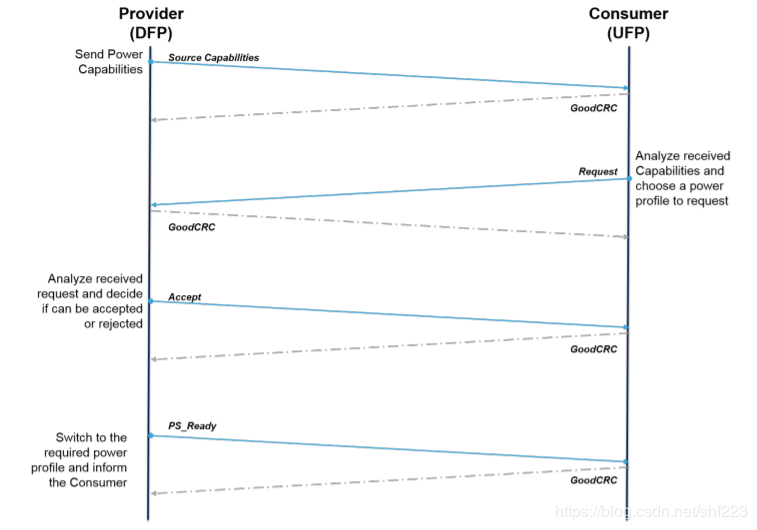 Provider
(DFP)
Consumer
(UFP)
Send Power
Capabilities
Source Capabilities
GoodCRC
Request
Analyze received
Capabilities and
choose a power
profile to request
GoodCRC
Analyze received
request and decide
if can be accepted
or rejected
Accept
GoodCRC
PS_Ready
Switch to the
required power
profile and inform
the Consumer
GoodCRC
https://blog.csdn.net/shf223